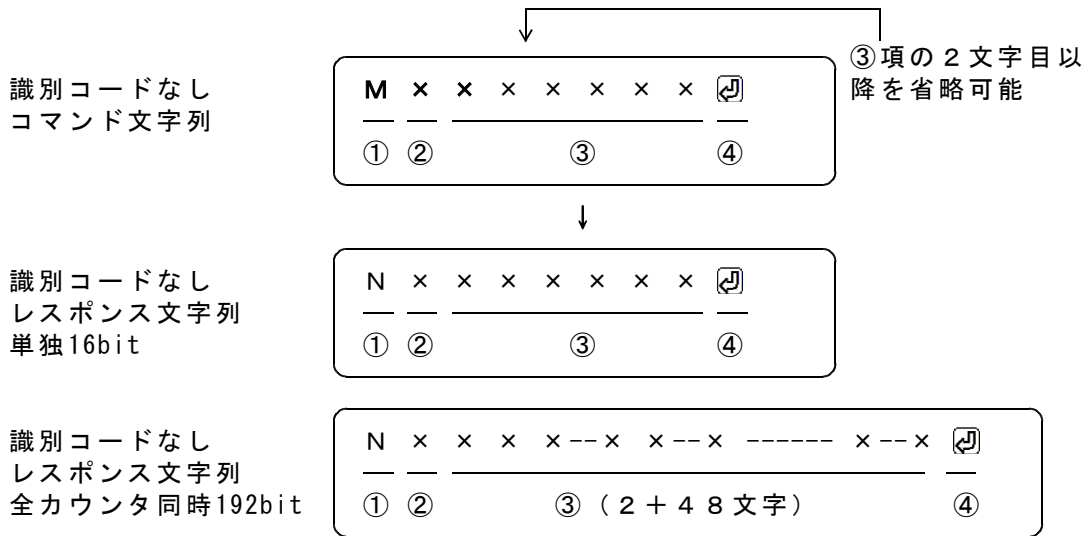 ③項の２文字目以
降を省略可能
識別コードなし
コマンド文字列
M × × × × × × × ⏎
① ② ③ ④
↓
識別コードなし
レスポンス文字列
単独16bit
N × × × × × × × ⏎
① ② ③ ④
識別コードなし
レスポンス文字列
全カウンタ同時192bit
N × × × ×--× ×--× ------ ×--× ⏎
① ② ③（２＋４８文字） ④